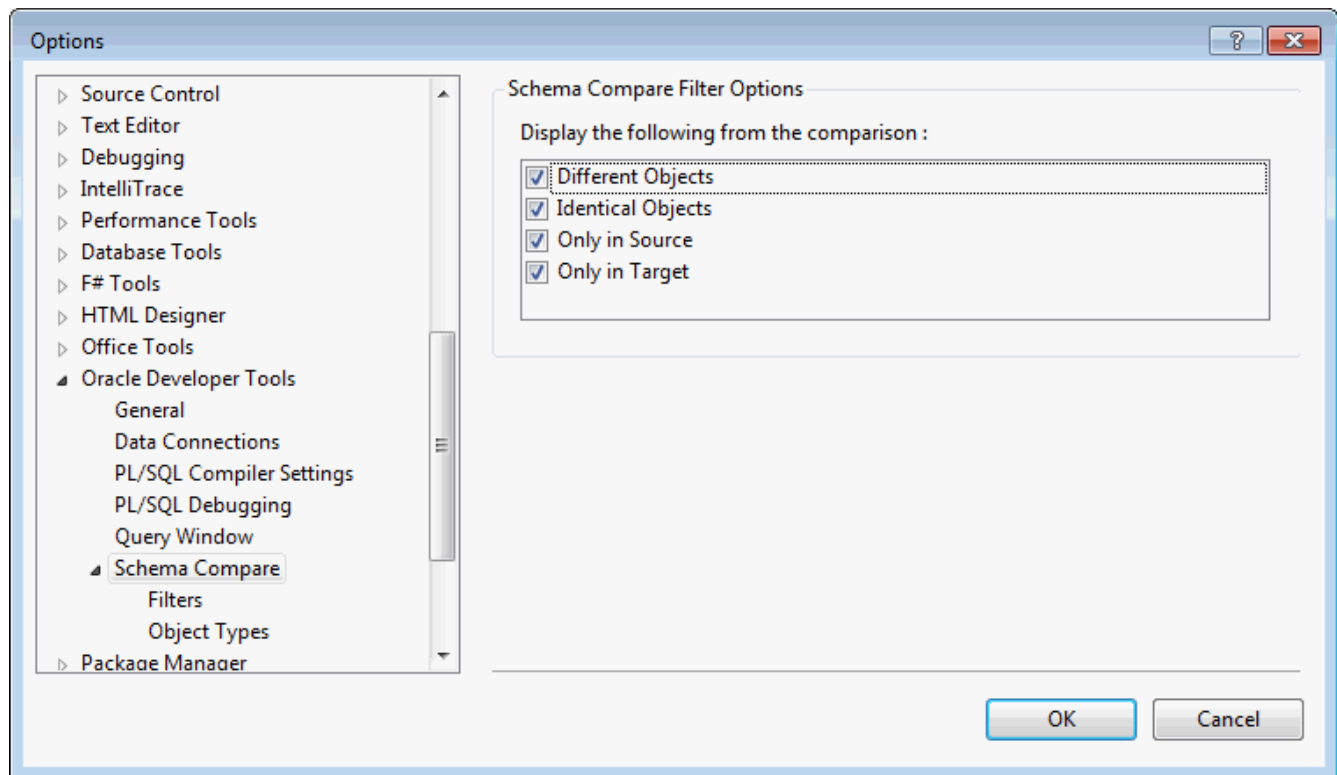 Options
Source Control
Text Editor
Debugging
IntelliTrace
Performance Tools
Database Tools
F# Tools
HTML Designer
Office Tools
Oracle Developer Tools
General
Data Connections
PL/SQL Compiler Settings
PL/SQL Debugging
Query Window
Schema Compare
Filters
Object Types
Package Manager
Schema Compare Filter Options
Display the following from the comparison :
Different Objects
Identical Objects
Only in Source
Only in Target
OK
Cancel